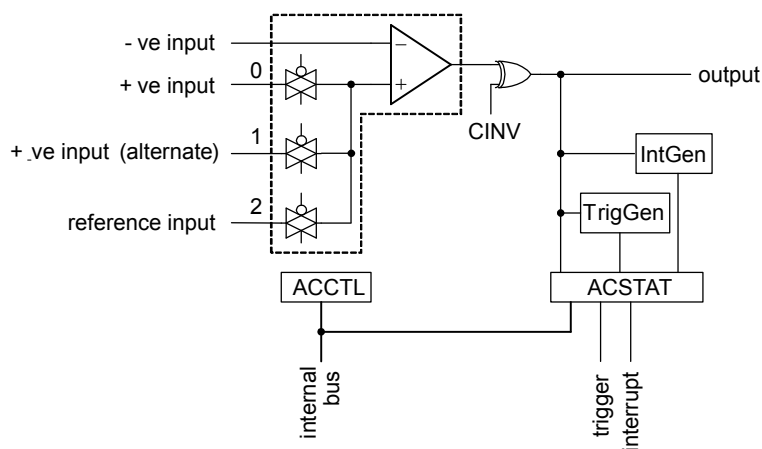 - ve input
0
+ ve input
−
+
CINV
output
1
+ ve input (alternate)
IntGen
2
reference input
TrigGen
ACCTL
ACSTAT
internal
bus
trigger
interrupt